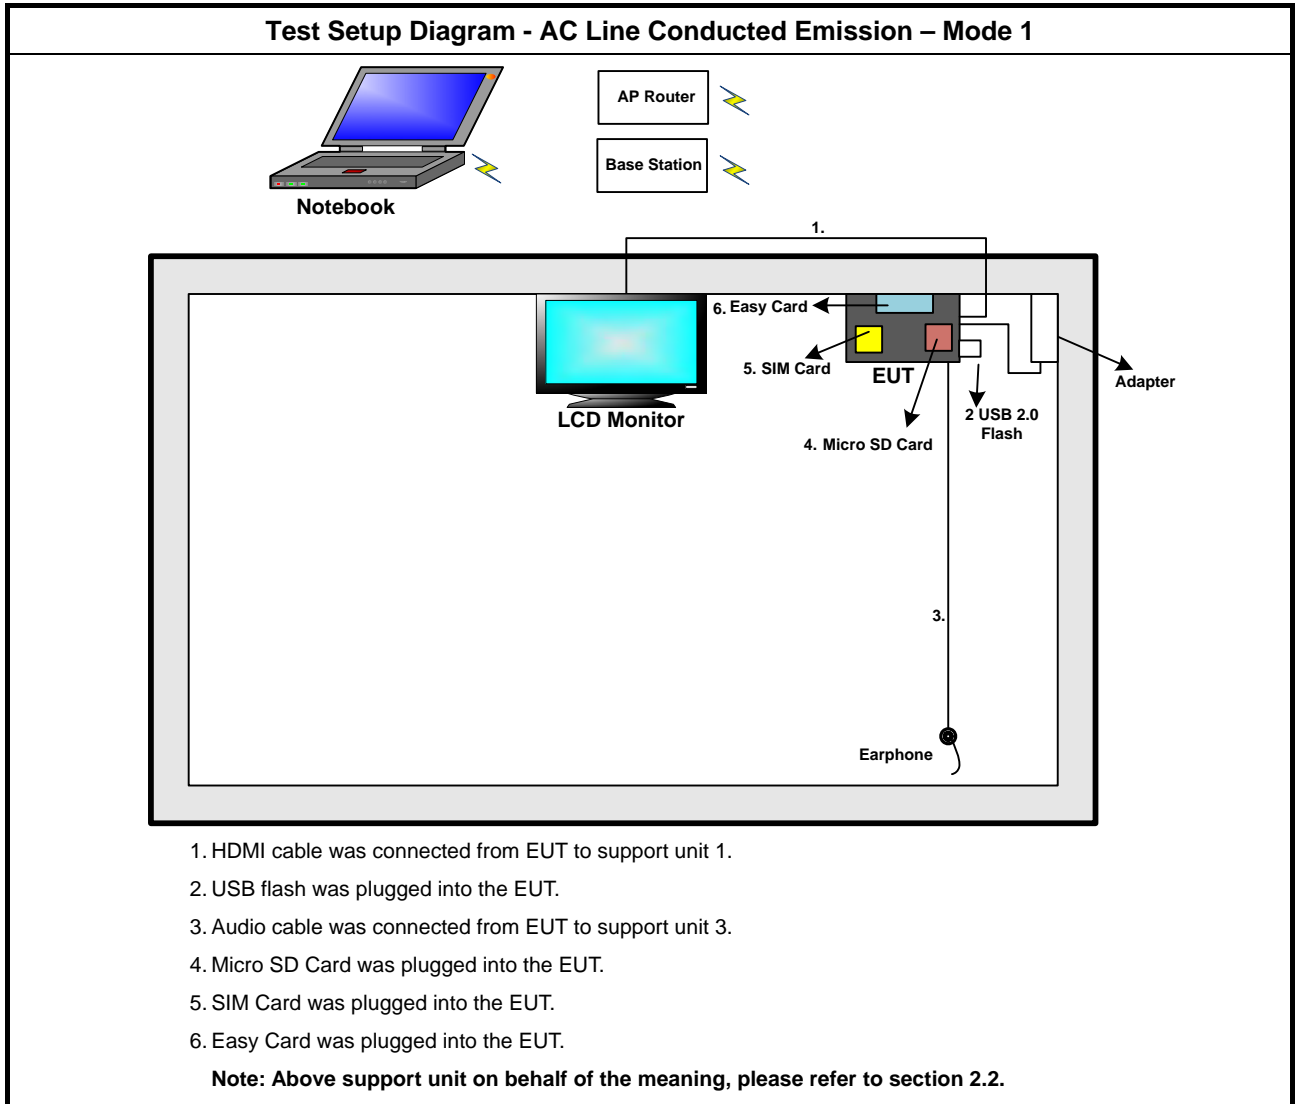 Test Setup Diagram - AC Line Conducted Emission – Mode 1
AP Router
Base Station
Notebook
1.
6. Easy Card
5. SIM Card
EUT
Adapter
LCD Monitor
2 USB 2.0
Flash
4. Micro SD Card
3.
Earphone
1. HDMI cable was connected from EUT to support unit 1.
2. USB flash was plugged into the EUT.
3. Audio cable was connected from EUT to support unit 3.
4. Micro SD Card was plugged into the EUT.
5. SIM Card was plugged into the EUT.
6. Easy Card was plugged into the EUT.
Note: Above support unit on behalf of the meaning, please refer to section 2.2.